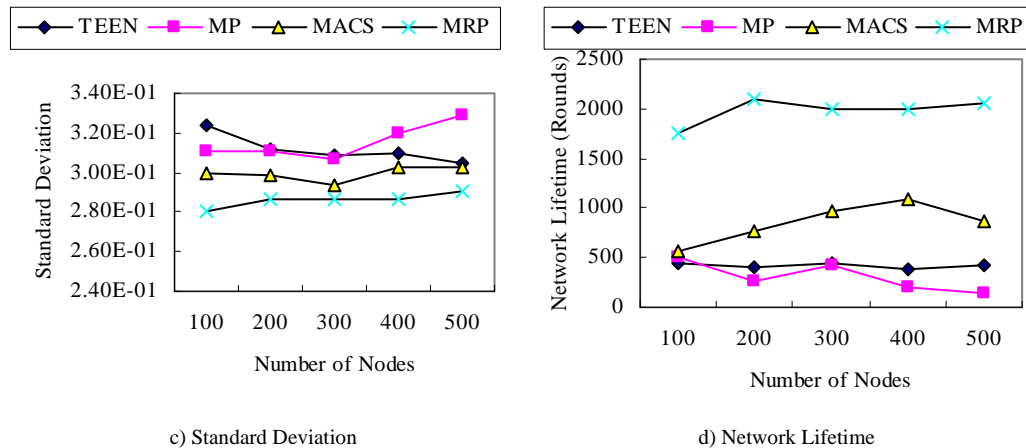 TEEN MP MACS MRP
3.40E-01
3.20E-01
3.00E-01
2.80E-01
2.60E-01
2.40E-01
Standard Deviation
100 200 300 400 500
Number of Nodes
c) Standard Deviation
TEEN MP MACS MRP
2500
2000
1500
1000
500
0
Network Lifetime (Rounds)
100 200 300 400 500
Number of Nodes
d) Network Lifetime